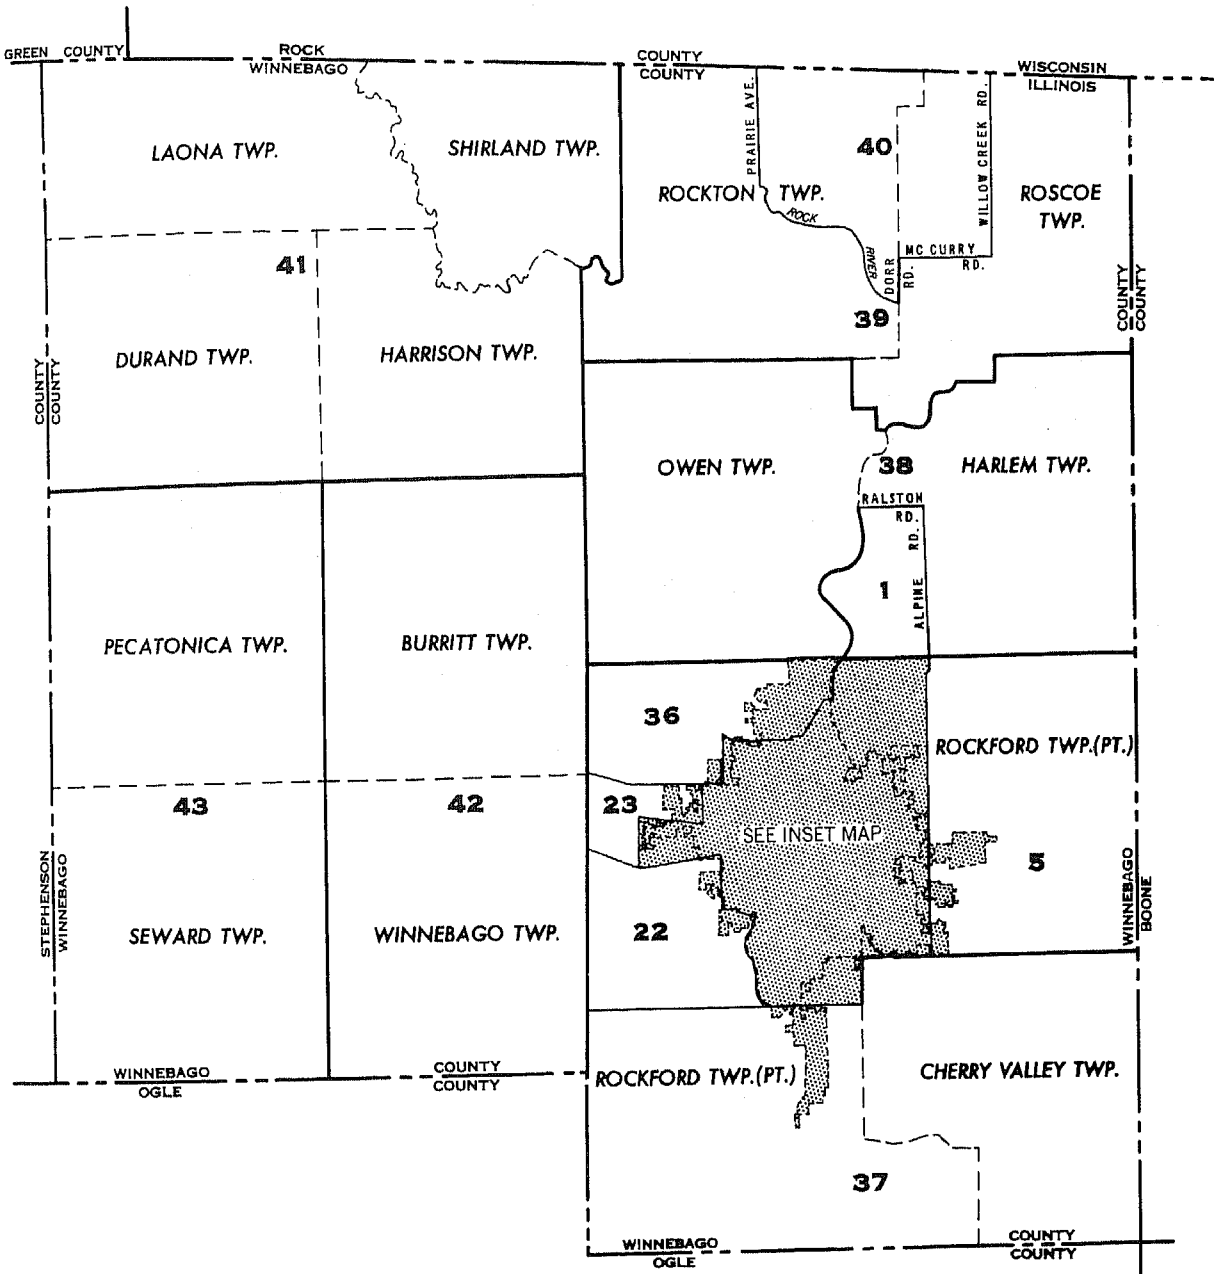 GREEN COUNTY
ROCK
WINNEBAGO
COUNTY
COUNTY
WISCONSIN
ILLINOIS
LAONA TWP.
SHIRLAND TWP.
PRAIRIE AVE.
40
WILLOWCREEK RD.
ROCKTON TWP.
ROSCOE
TWP.
ROCK
RIVER
MC CURRY
RD.
DORR
RD.
41
COUNTY
COUNTY
39
DURAND TWP.
HARRISON TWP.
COUNTY
COUNTY
OWEN TWP.
38
HARLEM TWP.
RALSTON
RD.
ALPINE RD.
1
PECATONICA TWP.
BURRITT TWP.
36
ROCKFORD TWP.(PT.)
43
42
23
SEE INSET MAP
5
STEPHENSON
WINNEBAGO
WINNEBAGO
BOONE
SEWARD TWP.
WINNEBAGO TWP.
22
WINNEBAGO
OGLE
COUNTY
COUNTY
ROCKFORD TWP.(PT.)
CHERRY VALLEY TWP.
37
WINNEBAGO
OGLE
COUNTY
COUNTY